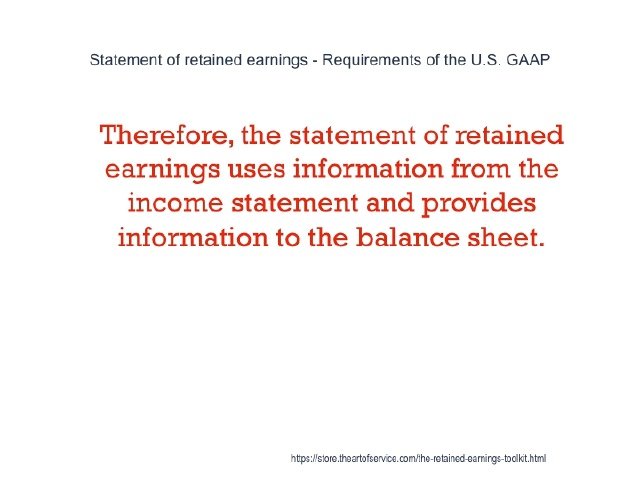 Statement of retained earnings - Requirements of the U.S. GAAP
Therefore, the statement of retained
earnings uses information from the
income statement and provides
information to the balance sheet.
https://store.theartofservice.com/the-retained-earnings-toolkit.html